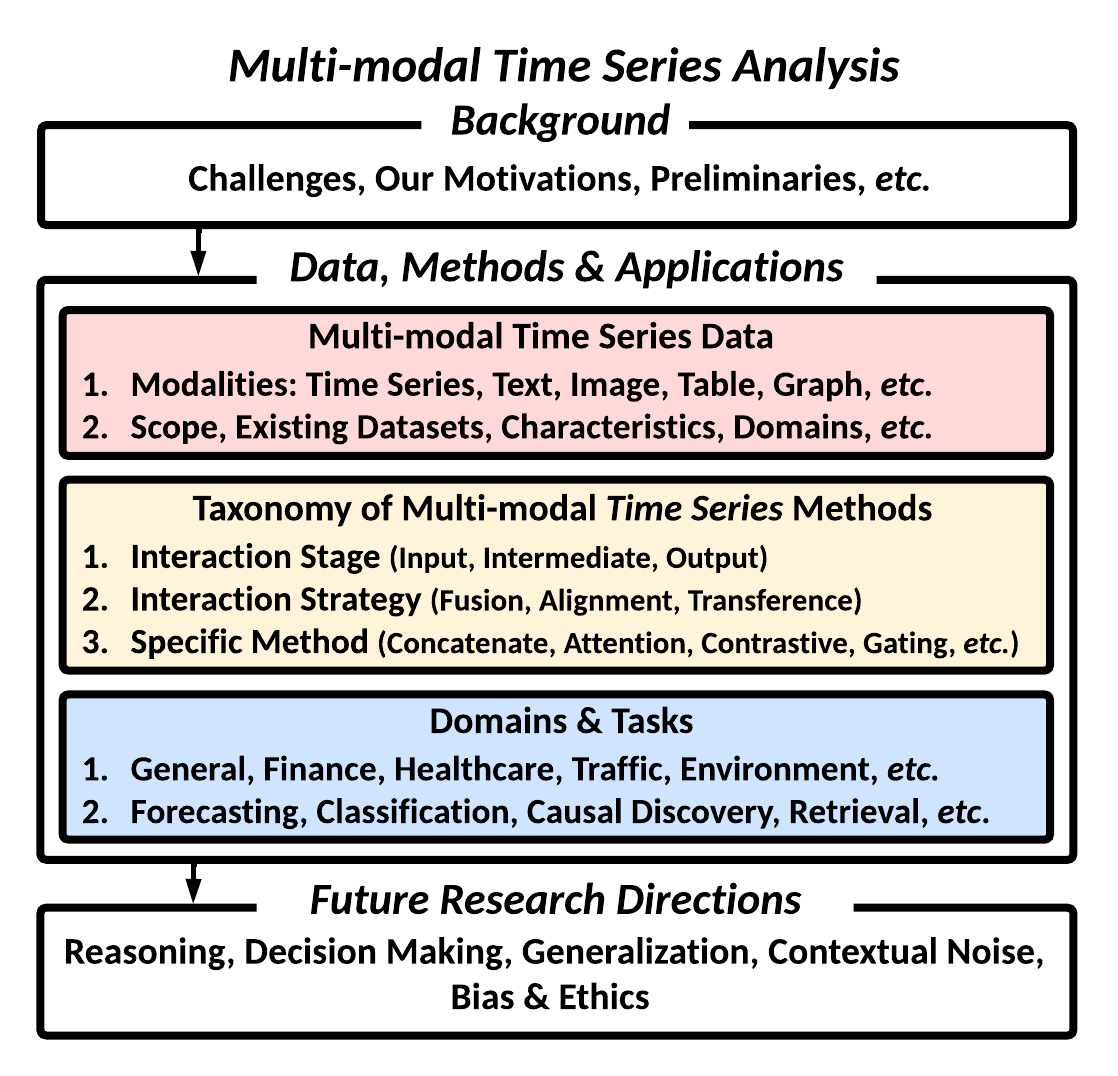 Multi-modal Time Series Analysis
Background
Challenges, Our Motivations, Preliminaries, etc.
Data, Methods & Applications
Multi-modal Time Series Data
1. Modalities: Time Series, Text, Image, Table, Graph, etc.
2. Scope, Existing Datasets, Characteristics, Domains, etc.
Taxonomy of Multi-modal Time Series Methods
1. Interaction Stage (Input, Intermediate, Output)
2. Interaction Strategy (Fusion, Alignment, Transference)
3. Specific Method (Concatenate, Attention, Contrastive, Gating, etc.)
Domains & Tasks
1. General, Finance, Healthcare, Traffic, Environment, etc.
2. Forecasting, Classification, Causal Discovery, Retrieval, etc.
Future Research Directions
Reasoning, Decision Making, Generalization, Contextual Noise,
Bias & Ethics